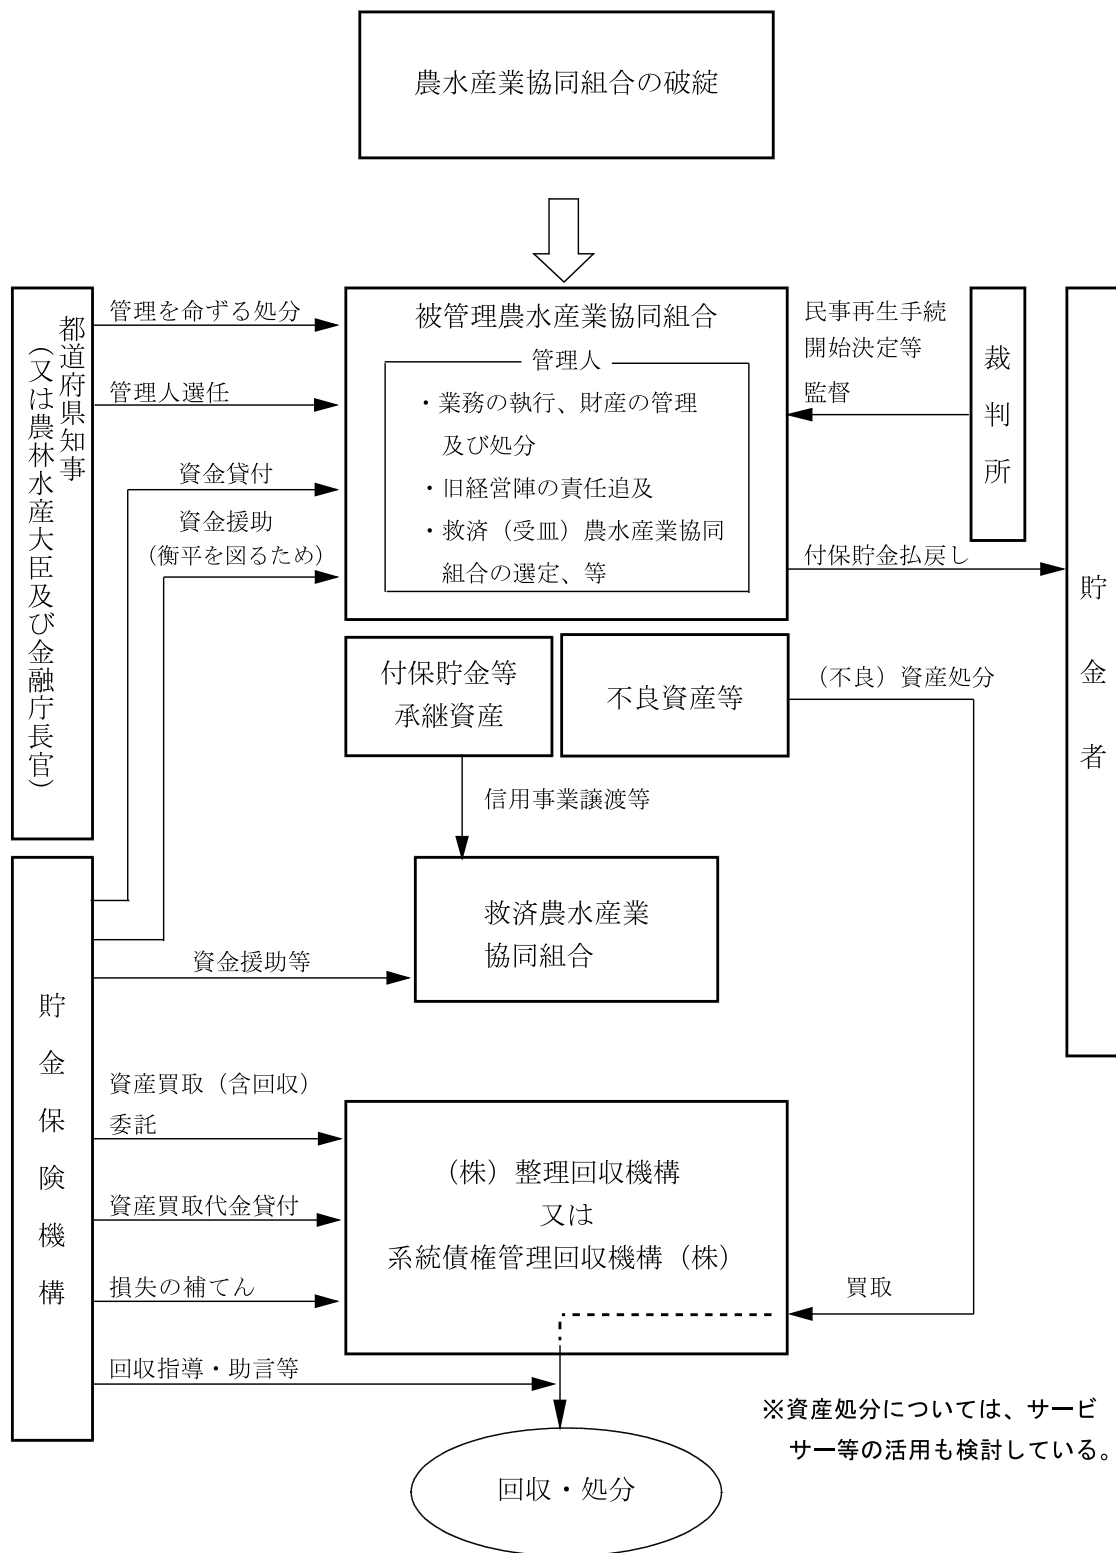 農水産業協同組合の破綻
都道府県知事
(又は農林水産大臣及び金融庁長官)
管理を命ずる処分
管理人選任
資金貸付
資金援助
(衡平を図るため)
被管理農水産業協同組合
管理人
・業務の執行、財産の管理
及び処分
・旧経営陣の責任追及
・救済（受皿）農水産業協同
組合の選定、等
民事再生手続
開始決定等
監督
裁判所
付保貯金払戻し
貯金者
付保貯金等
承継資産
不良資産等
（不良）資産処分
信用事業譲渡等
救済農水産業
協同組合
資金援助等
貯金保険機構
資産買取（含回収）
委託
資産買取代金貸付
損失の補てん
回収指導・助言等
（株）整理回収機構
又は
系統債権管理回収機構（株）
買取
回収・処分
※資産処分については、サービ
サー等の活用も検討している。